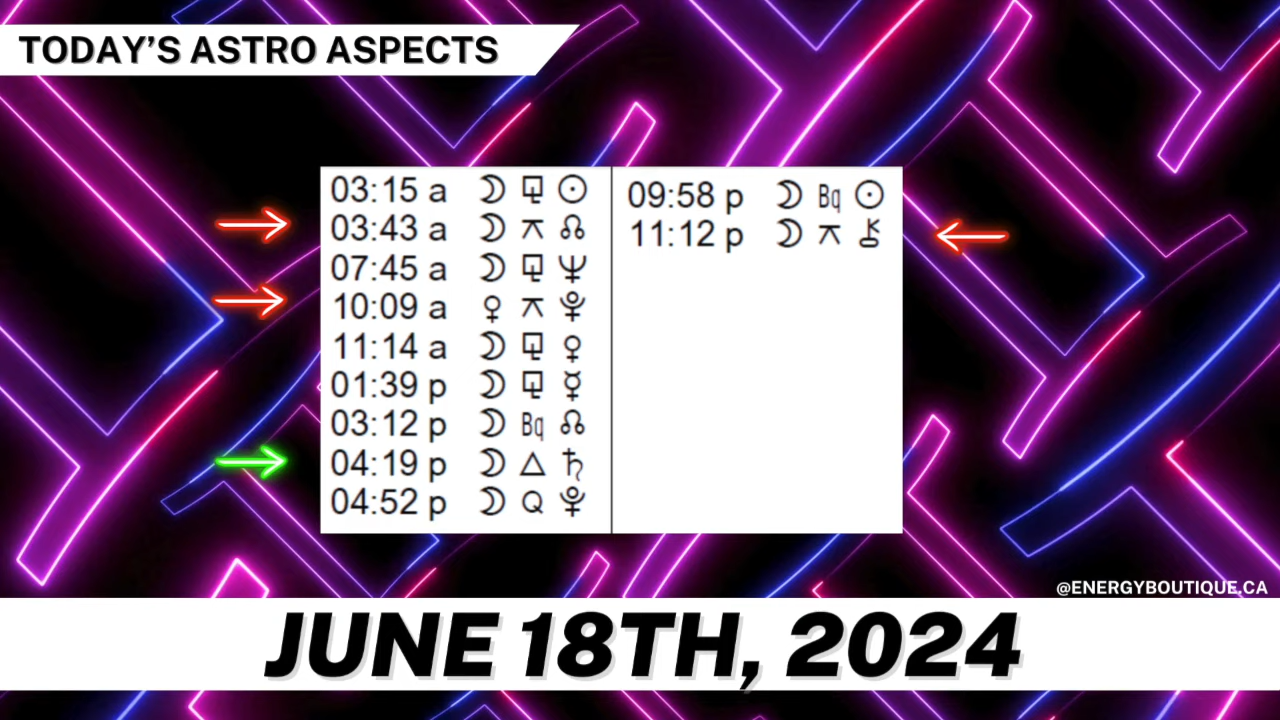 TODAY'S ASTRO ASPECTS
03:15 a ☽ ⚼ ☉
03:43 a ☽ ⚻ ☊
07:45 a ☽ ⚼ ♆
10:09 a ♀ ⚻ ⯓
11:14 a ☽ ⚼ ♀
01:39 p ☽ ⚼ ☿
03:12 p ☽ Bq ☊
04:19 p ☽ △ ♄
04:52 p ☽ Q ⯓
09:58 p ☽ Bq ☉
11:12 p ☽ ⚻ ⚷
@ENERGYBOUTIQUE.CA
JUNE 18TH, 2024